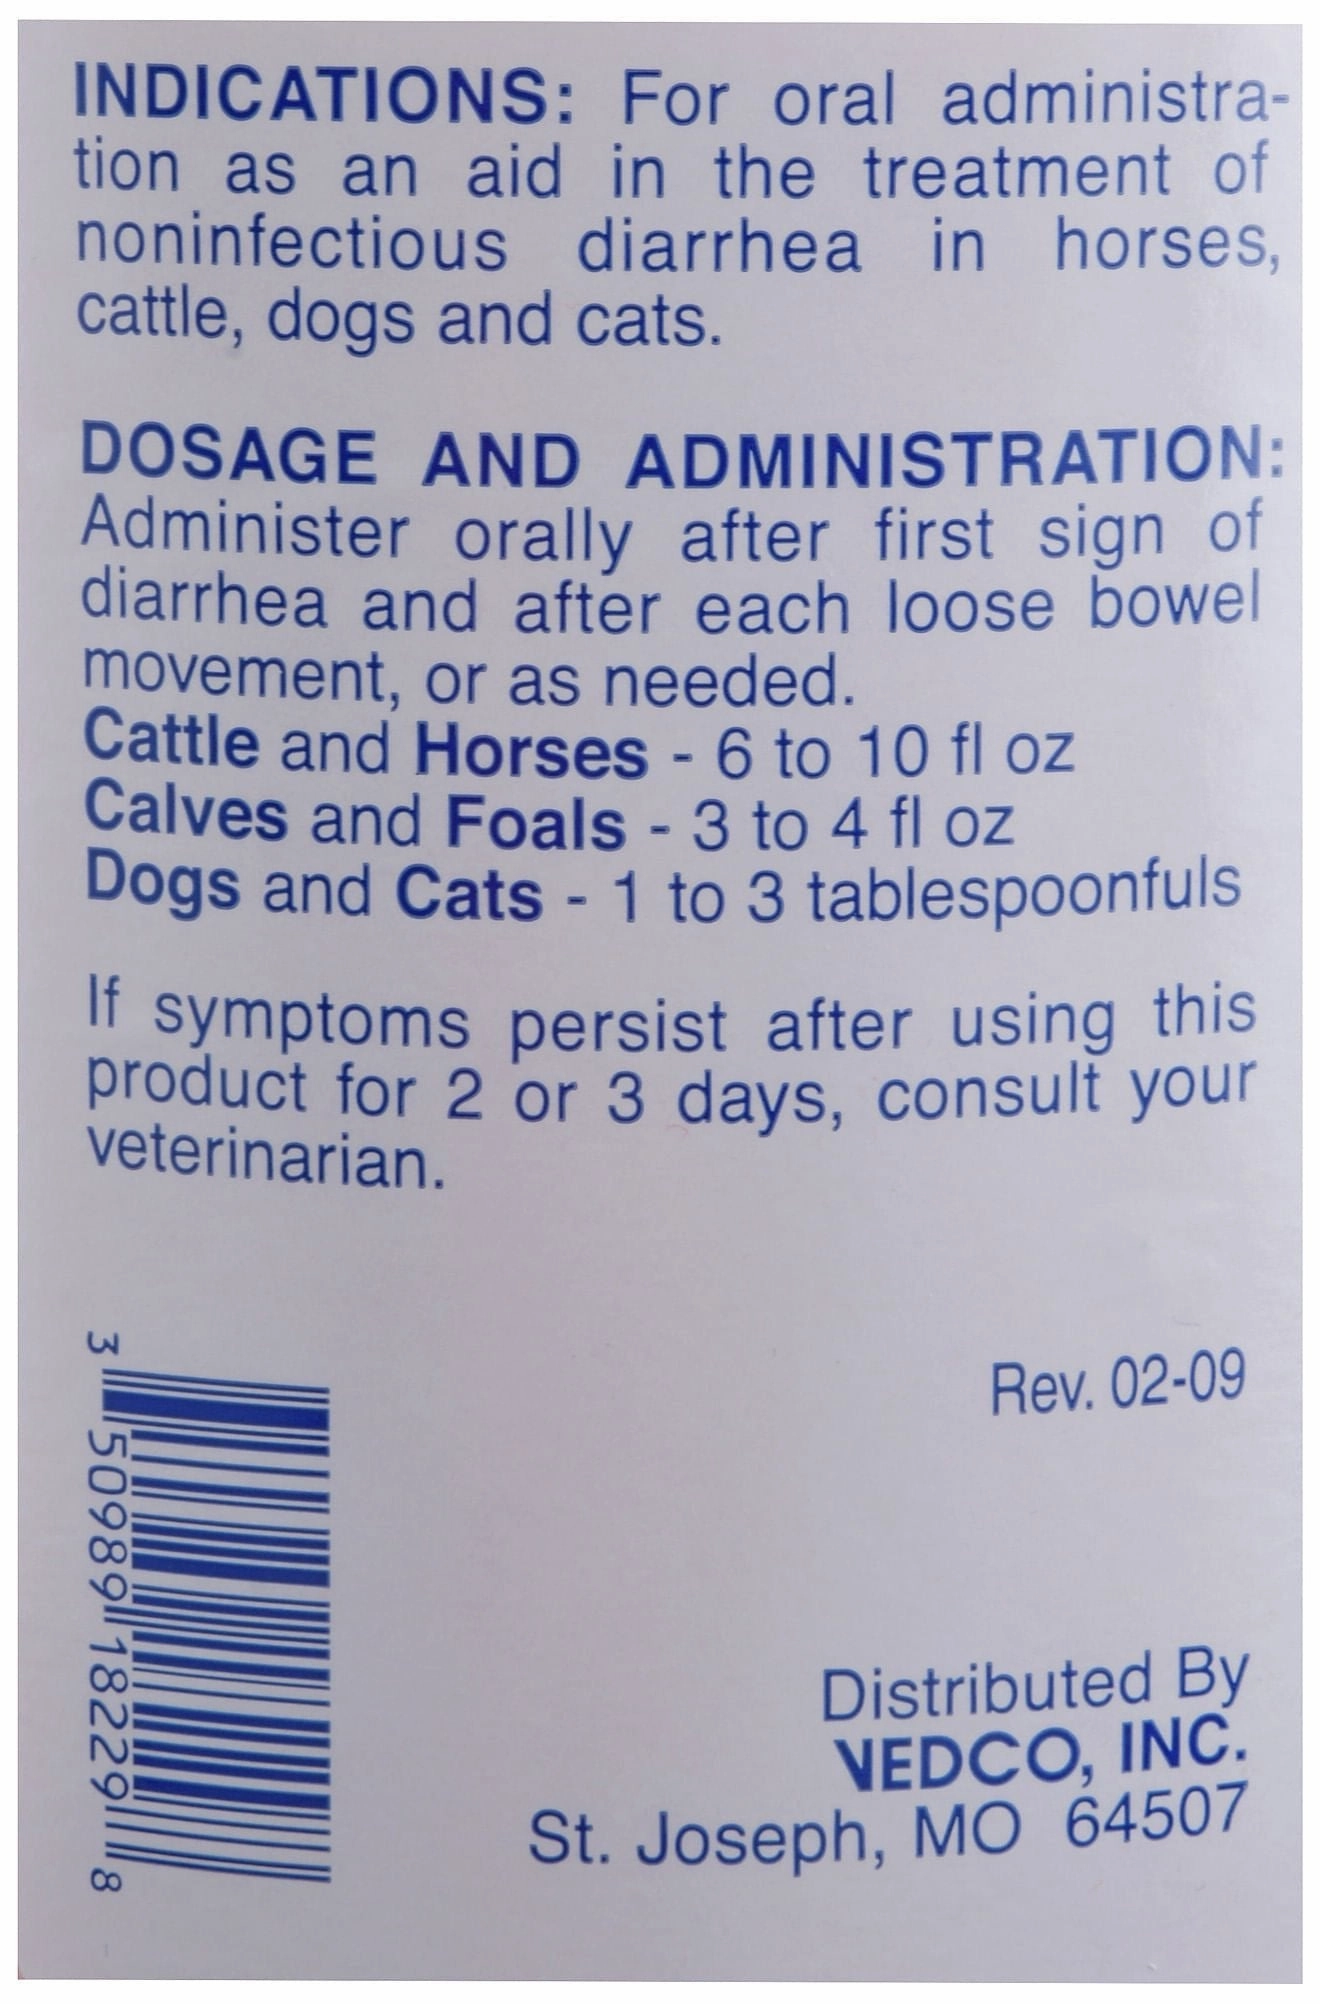 INDICATIONS: For oral administra-
tion as an aid in the treatment of
noninfectious diarrhea in horses,
cattle, dogs and cats.
DOSAGE AND ADMINISTRATION:
Administer orally after first sign of
diarrhea and after each loose bowel
movement, or as needed.
Cattle and Horses - 6 to 10 fl oz
Calves and Foals - 3 to 4 fl oz
Dogs and Cats - 1 to 3 tablespoonfuls
If symptoms persist after using this
product for 2 or 3 days, consult your
veterinarian.
3 50989 18229 8
Rev. 02-09
Distributed By
VEDCO, INC.
St. Joseph, MO 64507